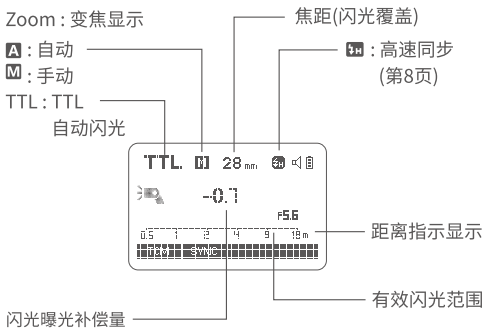 Zoom : 变焦显示
A : 自动
M : 手动
TTL : TTL
自动闪光
焦距(闪光覆盖)
: 高速同步
(第8页)
TTL M 28mm
-0.7
F5.6
0.5 1 2 4 9 18 m
SYNC
距离指示显示
有效闪光范围
闪光曝光补偿量